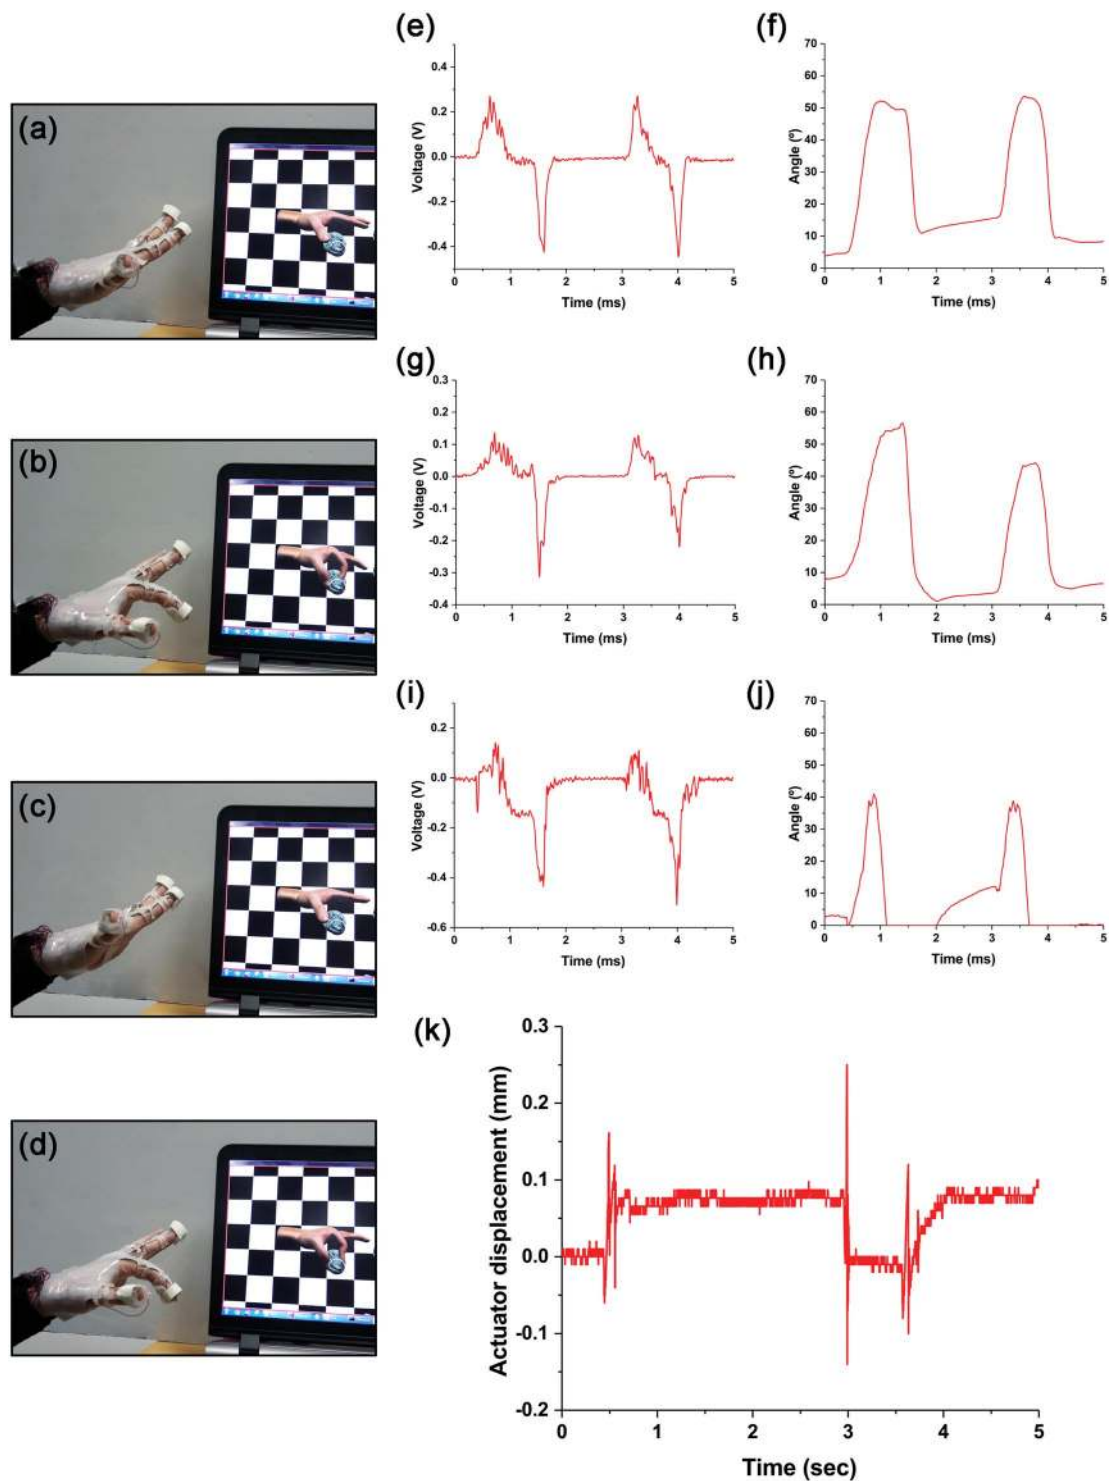 (a)
(b)
(c)
(d)
(e)
Voltage (V)
0.4
0.2
0.0
-0.2
-0.4
0 1 2 3 4 5
Time (ms)
(f)
Angle (º)
70
60
50
40
30
20
10
0
0 1 2 3 4 5
Time (ms)
(g)
Voltage (V)
0.3
0.2
0.1
0.0
-0.1
-0.2
-0.3
-0.4
0 1 2 3 4 5
Time (ms)
(h)
Angle (º)
70
60
50
40
30
20
10
0
0 1 2 3 4 5
Time (ms)
(i)
Voltage (V)
0.2
0.0
-0.2
-0.4
-0.6
0 1 2 3 4 5
Time (ms)
(j)
Angle (º)
70
60
50
40
30
20
10
0
0 1 2 3 4 5
Time (ms)
(k)
Actuator displacement (mm)
0.3
0.2
0.1
0.0
-0.1
-0.2
0 1 2 3 4 5
Time (sec)